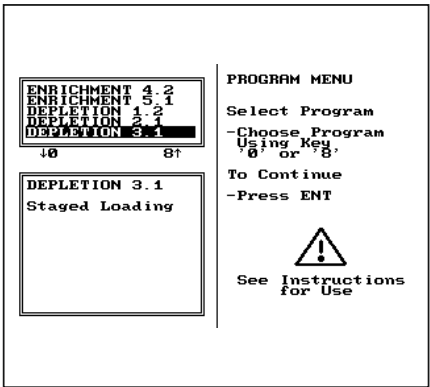 ENRICHMENT 4.2
ENRICHMENT 5.1
DEPLETION 1.2
DEPLETION 2.1
DEPLETION 3.1
↓0 8↑
DEPLETION 3.1
Staged Loading
PROGRAM MENU
Select Program
-Choose Program
Using Key
'0' or '8'
To Continue
-Press ENT
!
See Instructions
for Use